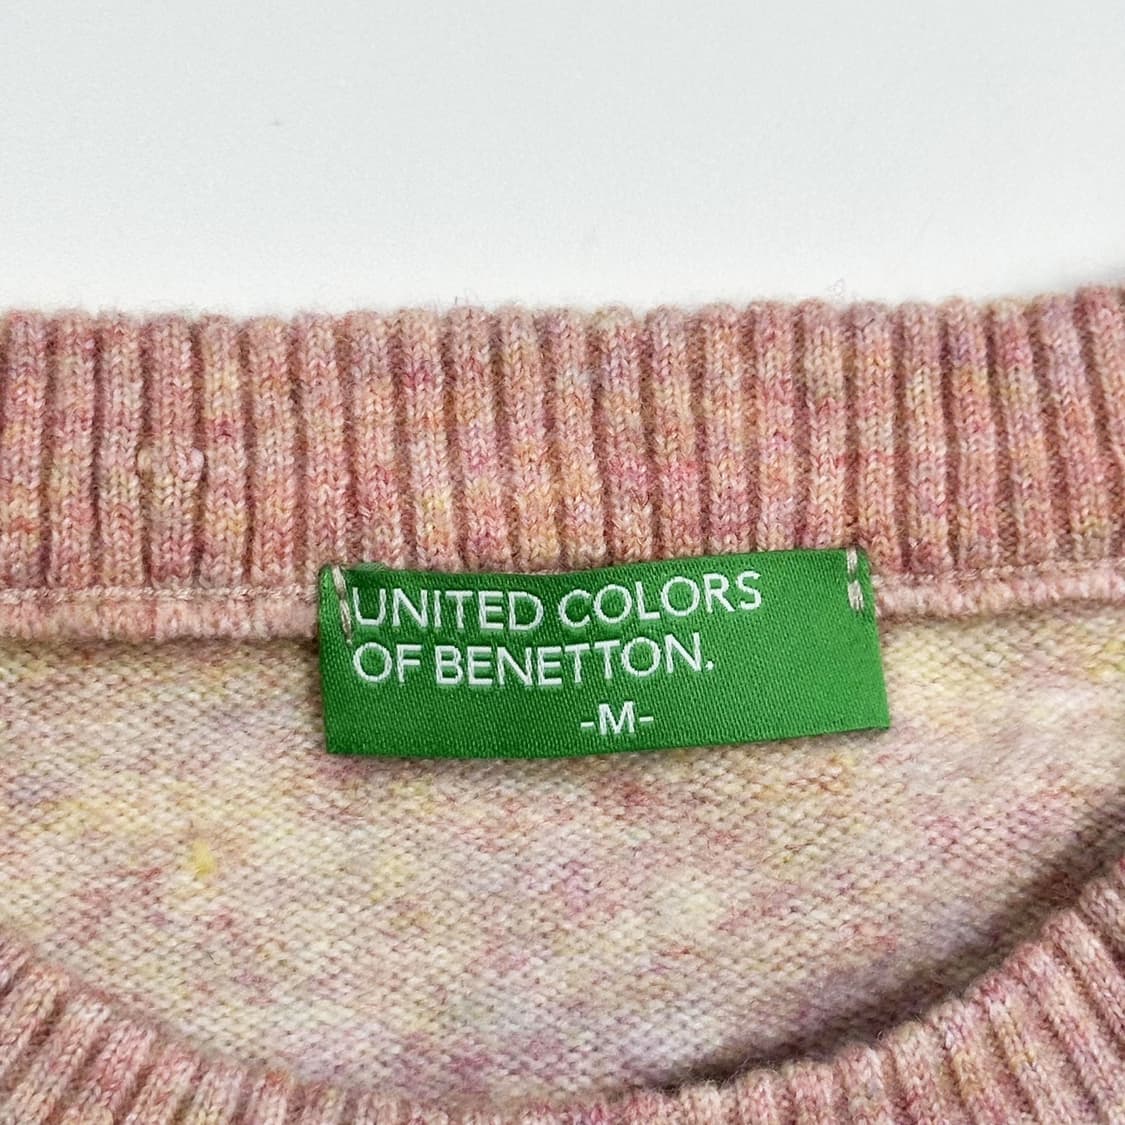 UNITED COLORS
OF BENETTON.
-M-